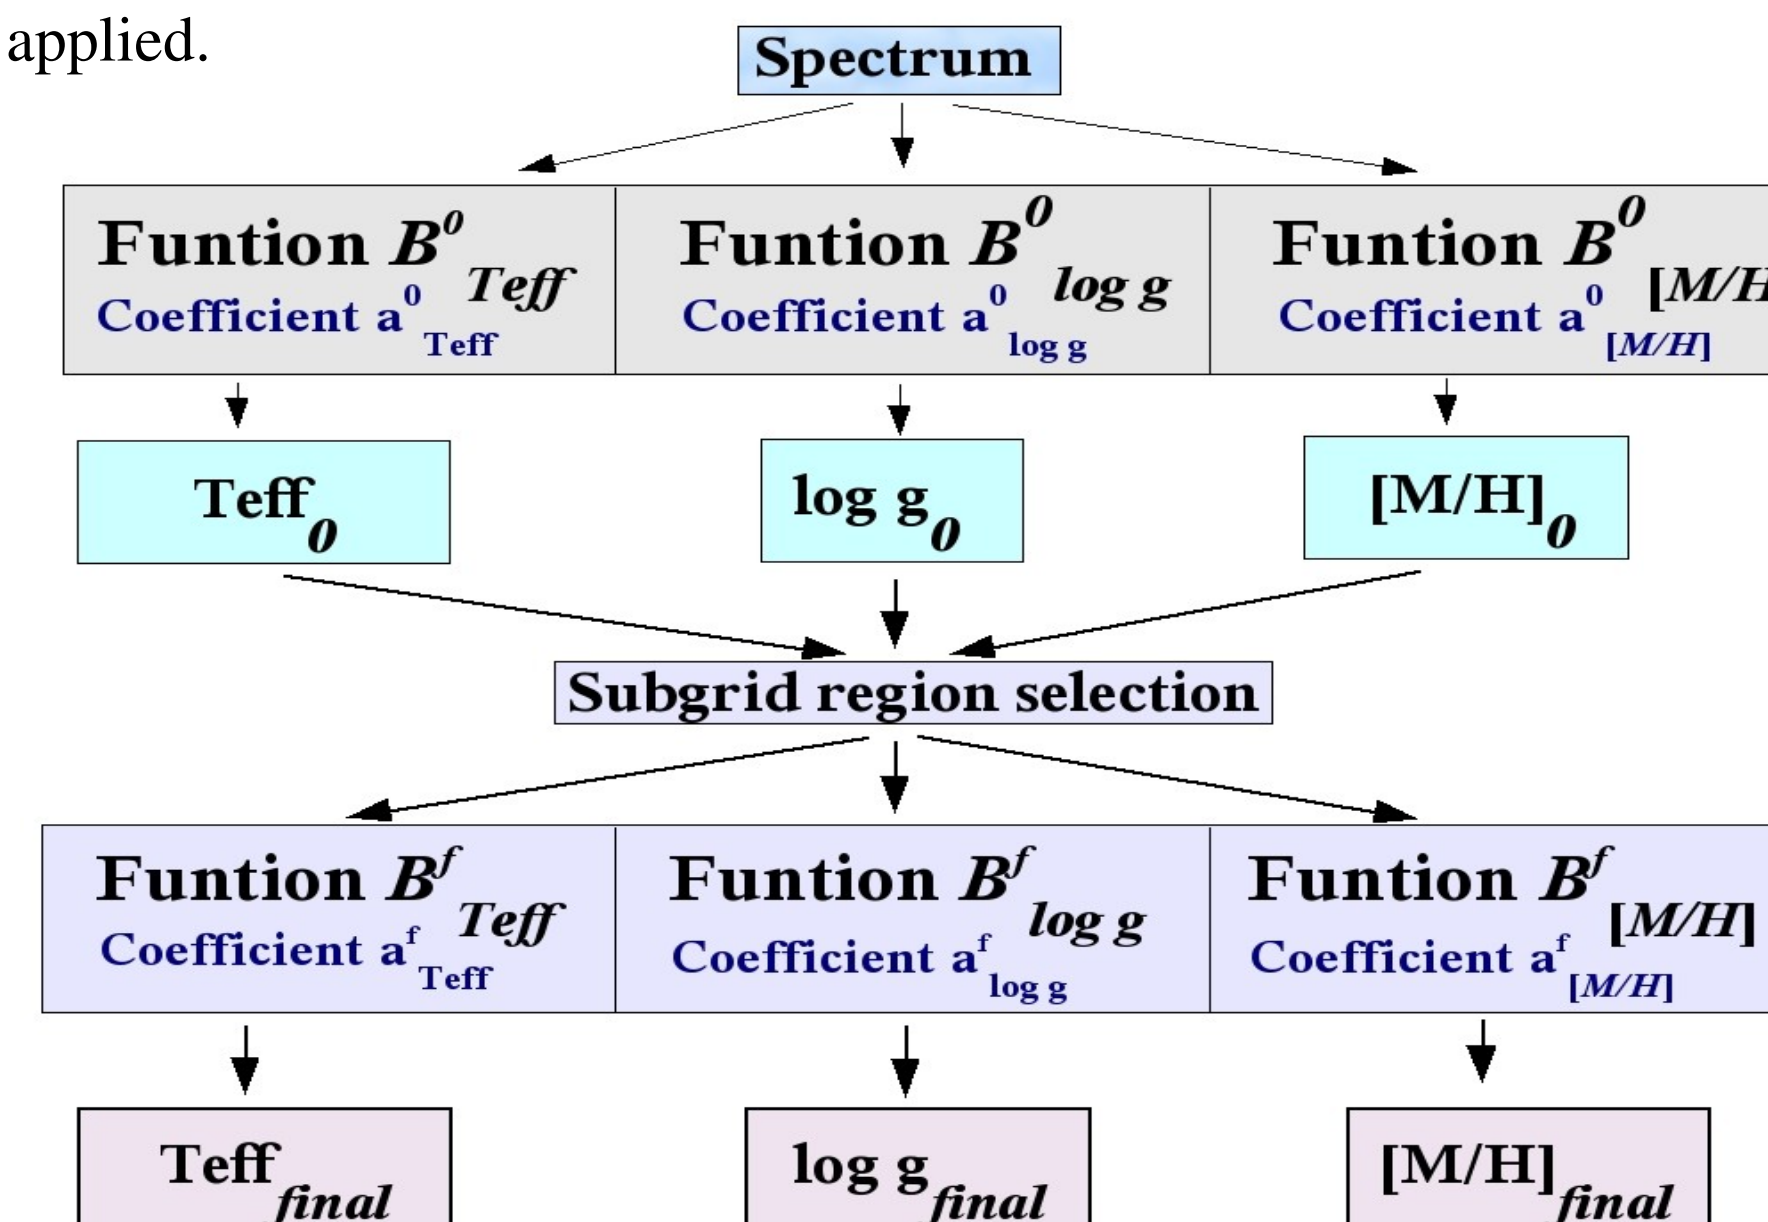 applied.
Spectrum
Funtion B⁰ Teff
Coefficient a⁰ Teff
Funtion B⁰ log g
Coefficient a⁰ log g
Funtion B⁰ [M/H
Coefficient a⁰ [M/H]
Teff₀
log g₀
[M/H]₀
Subgrid region selection
Funtion Bᶠ Teff
Coefficient aᶠ Teff
Funtion Bᶠ log g
Coefficient aᶠ log g
Funtion Bᶠ [M/H]
Coefficient aᶠ [M/H]
Teff final
log g final
[M/H] final